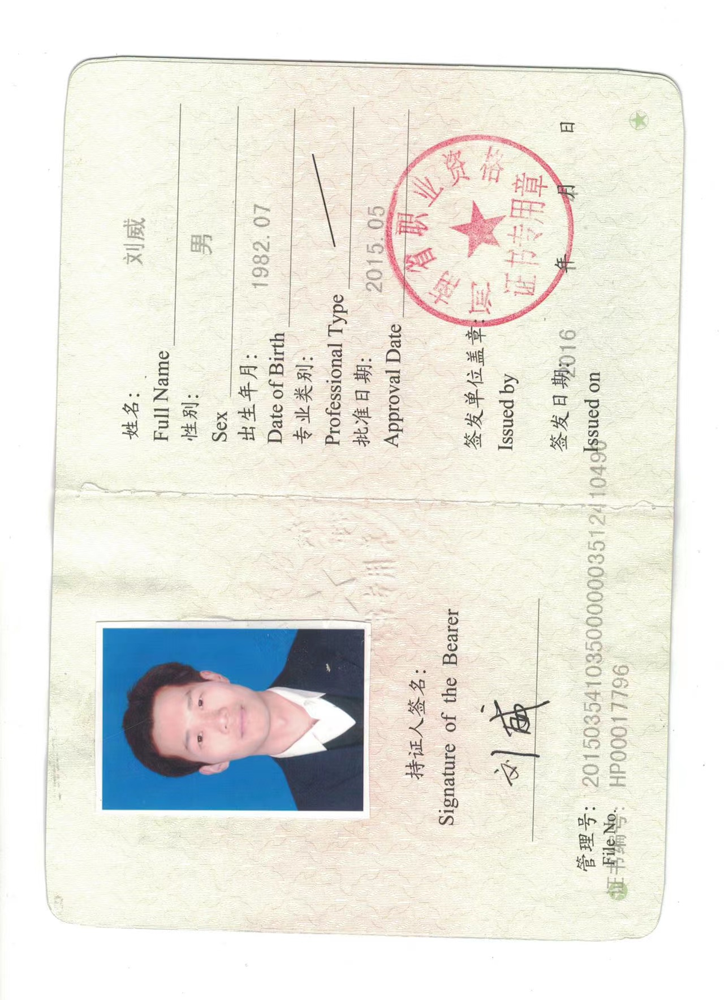 持证人签名：
Signature of the Bearer
刘威
管理号：201503541035000000351241​0490
File No.
证书编号：HP00017796
姓名：刘威
Full Name
性别：男
Sex
出生年月：1982.07
Date of Birth
专业类别：
Professional Type
批准日期：2015.05
Approval Date
签发单位盖章：
Issued by
福建省职业资格
证书专用章
签发日期：2016 年 月 日
Issued on